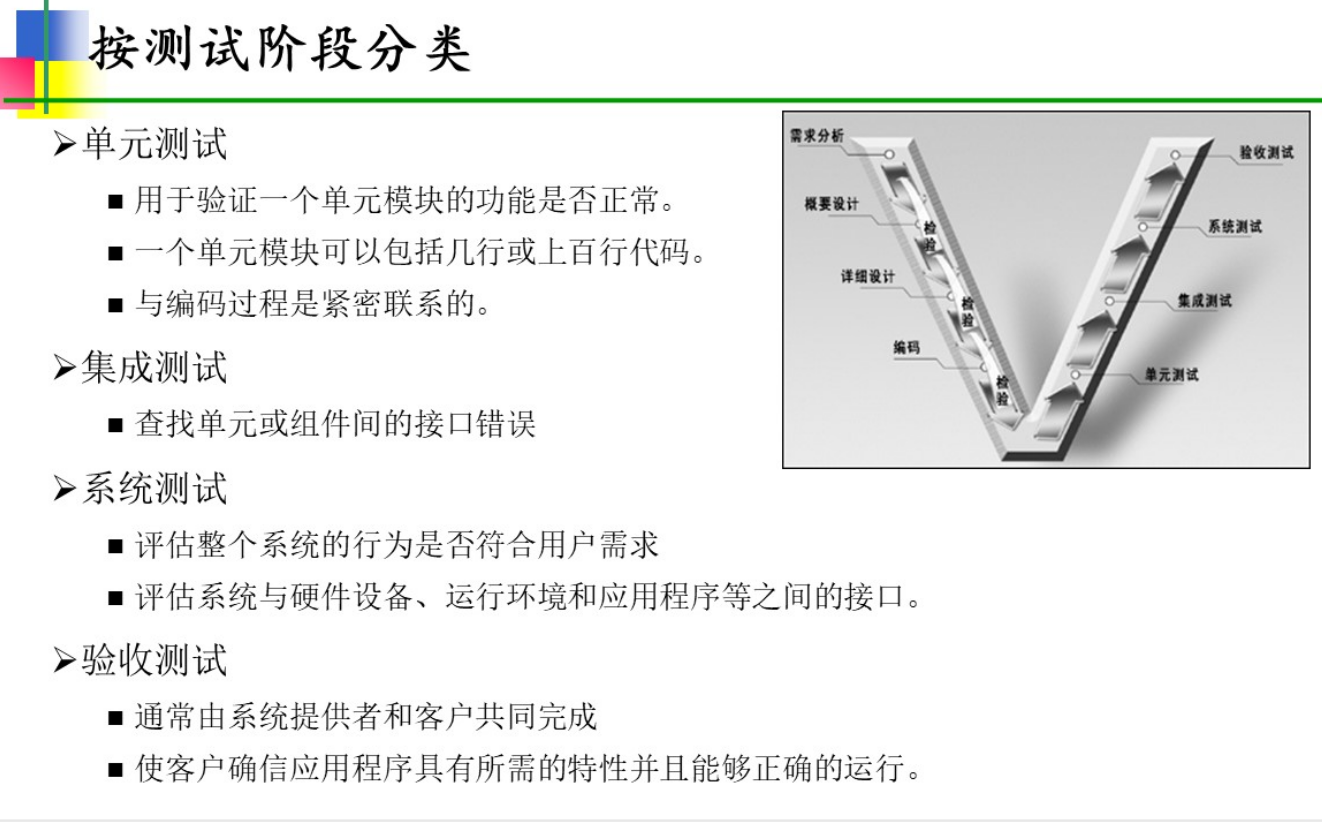 按测试阶段分类
➢单元测试
■ 用于验证一个单元模块的功能是否正常。
■ 一个单元模块可以包括几行或上百行代码。
■ 与编码过程是紧密联系的。
➢集成测试
■ 查找单元或组件间的接口错误
➢系统测试
■ 评估整个系统的行为是否符合用户需求
■ 评估系统与硬件设备、运行环境和应用程序等之间的接口。
➢验收测试
■ 通常由系统提供者和客户共同完成
■ 使客户确信应用程序具有所需的特性并且能够正确的运行。
需求分析
概要设计
详细设计
编码
检验
检验
检验
验收测试
系统测试
集成测试
单元测试